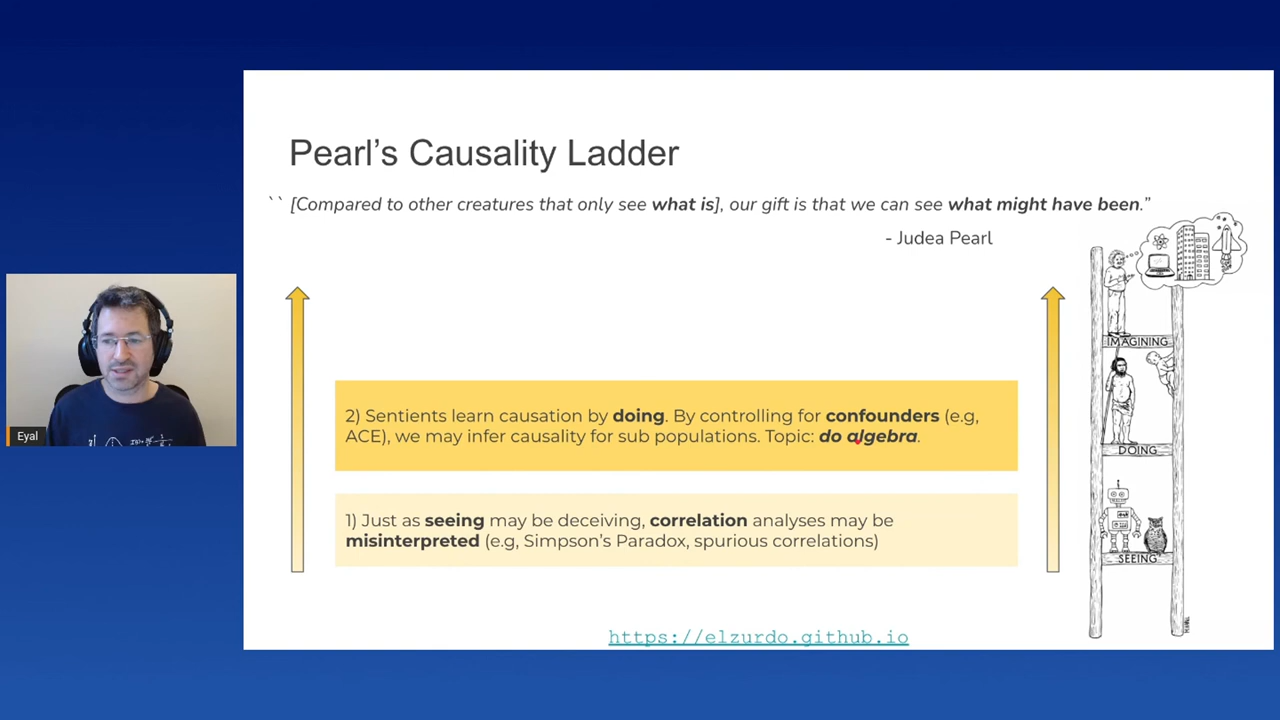 Pearl's Causality Ladder
`` [Compared to other creatures that only see what is], our gift is that we can see what might have been.”
- Judea Pearl
IMAGINING
2) Sentients learn causation by doing. By controlling for confounders (e.g,
ACE), we may infer causality for sub populations. Topic: do algebra.
DOING
1) Just as seeing may be deceiving, correlation analyses may be
misinterpreted (e.g, Simpson's Paradox, spurious correlations)
SEEING
Eyal
https://elzurdo.github.io